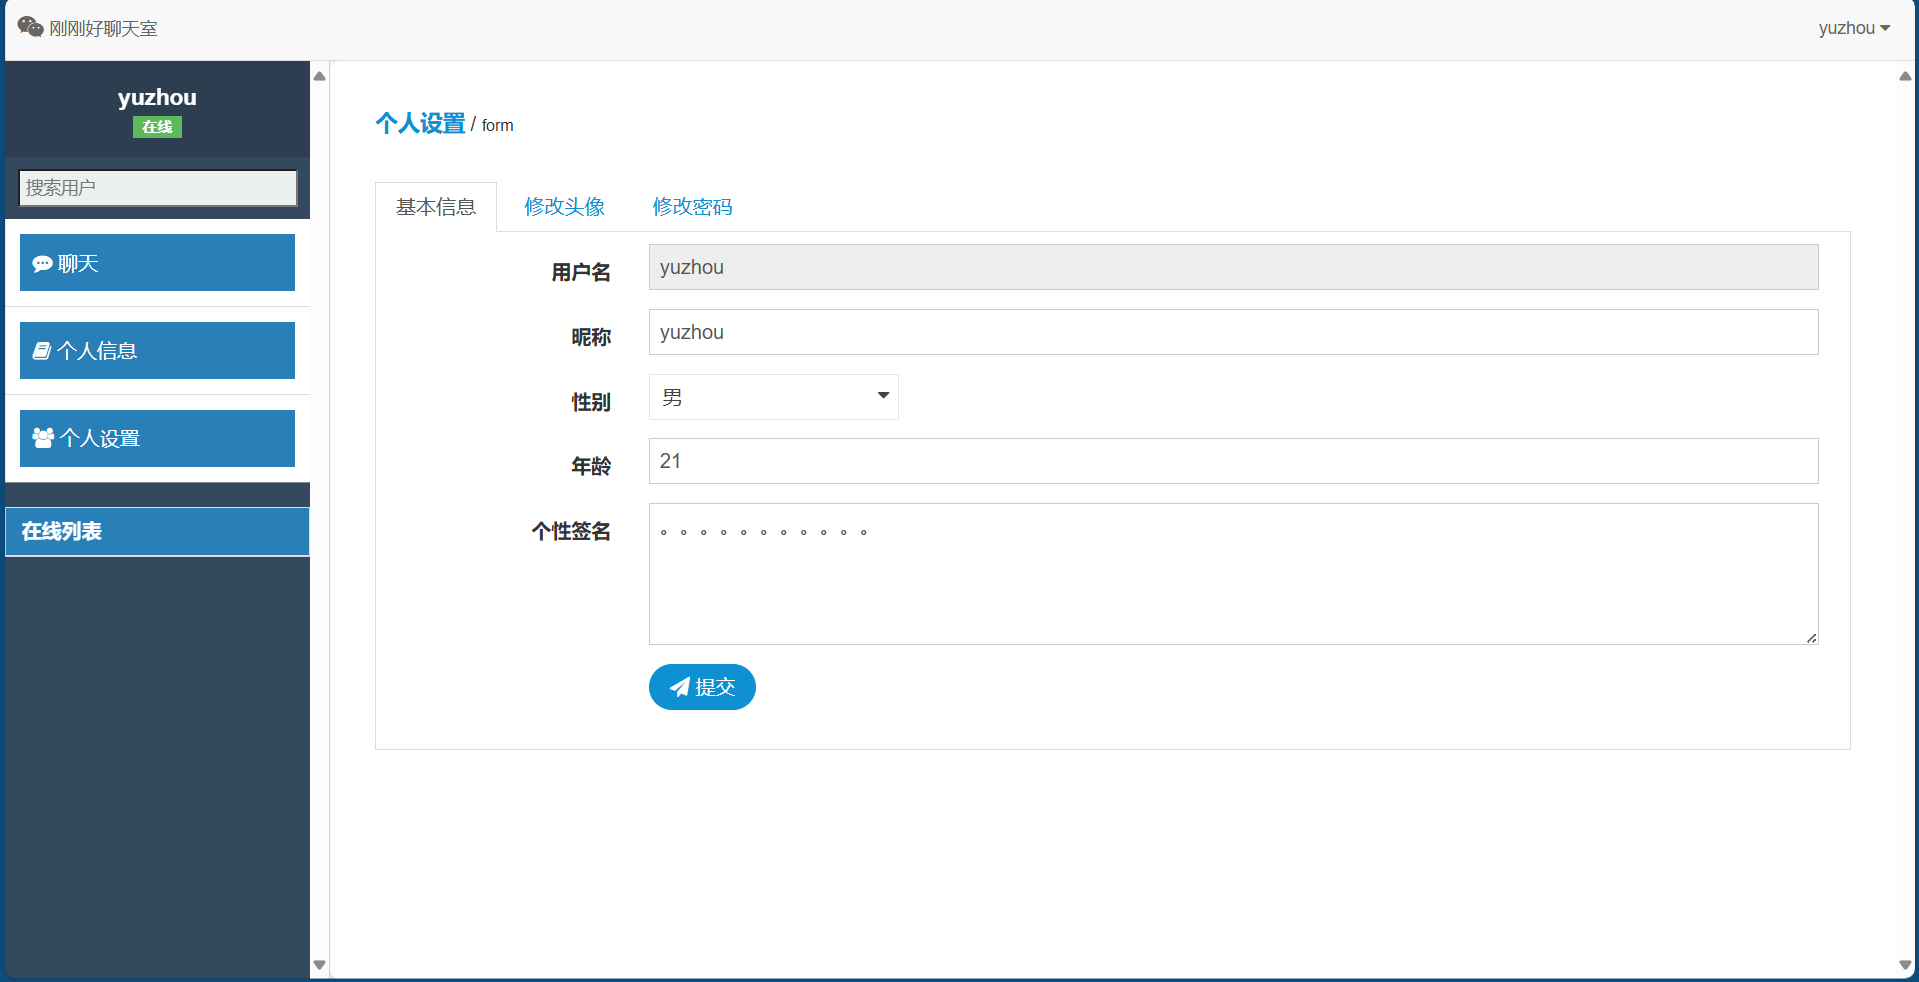 刚刚好聊天室
yuzhou
yuzhou
在线
搜索用户
聊天
个人信息
个人设置
在线列表
个人设置 / form
基本信息 修改头像 修改密码
用户名 yuzhou
昵称 yuzhou
性别 男
年龄 21
个性签名 。。。。。。。。。。。
提交